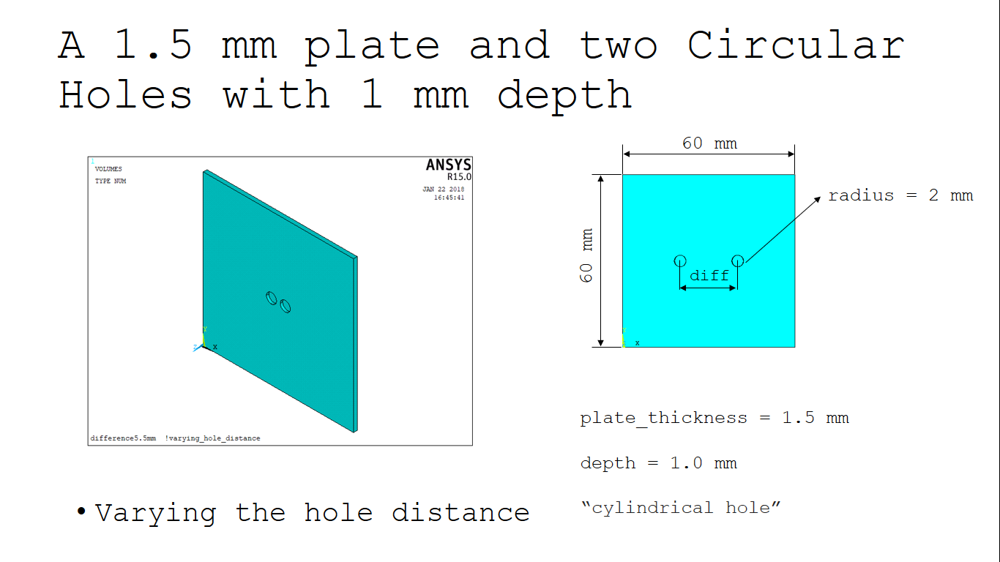 A 1.5 mm plate and two Circular
Holes with 1 mm depth
1
VOLUMES
TYPE NUM
ANSYS
R15.0
JAN 22 2018
16:45:41
Y
Z
X
difference5.5mm !varying_hole_distance
• Varying the hole distance
60 mm
60 mm
radius = 2 mm
diff
Y
Z
X
plate_thickness = 1.5 mm
depth = 1.0 mm
“cylindrical hole”